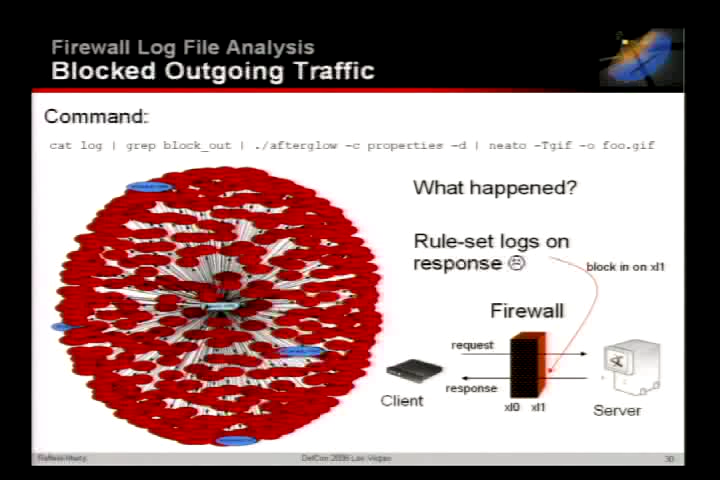 Firewall Log File Analysis
Blocked Outgoing Traffic
Command:
cat log | grep block_out | ./afterglow -c properties -d | neato -Tgif -o foo.gif
What happened?
Rule-set logs on
response ☹
block in on xl1
Firewall
request
response
Client
xl0 xl1
Server
Raffael Marty
DefCon 2006 Las Vegas
30